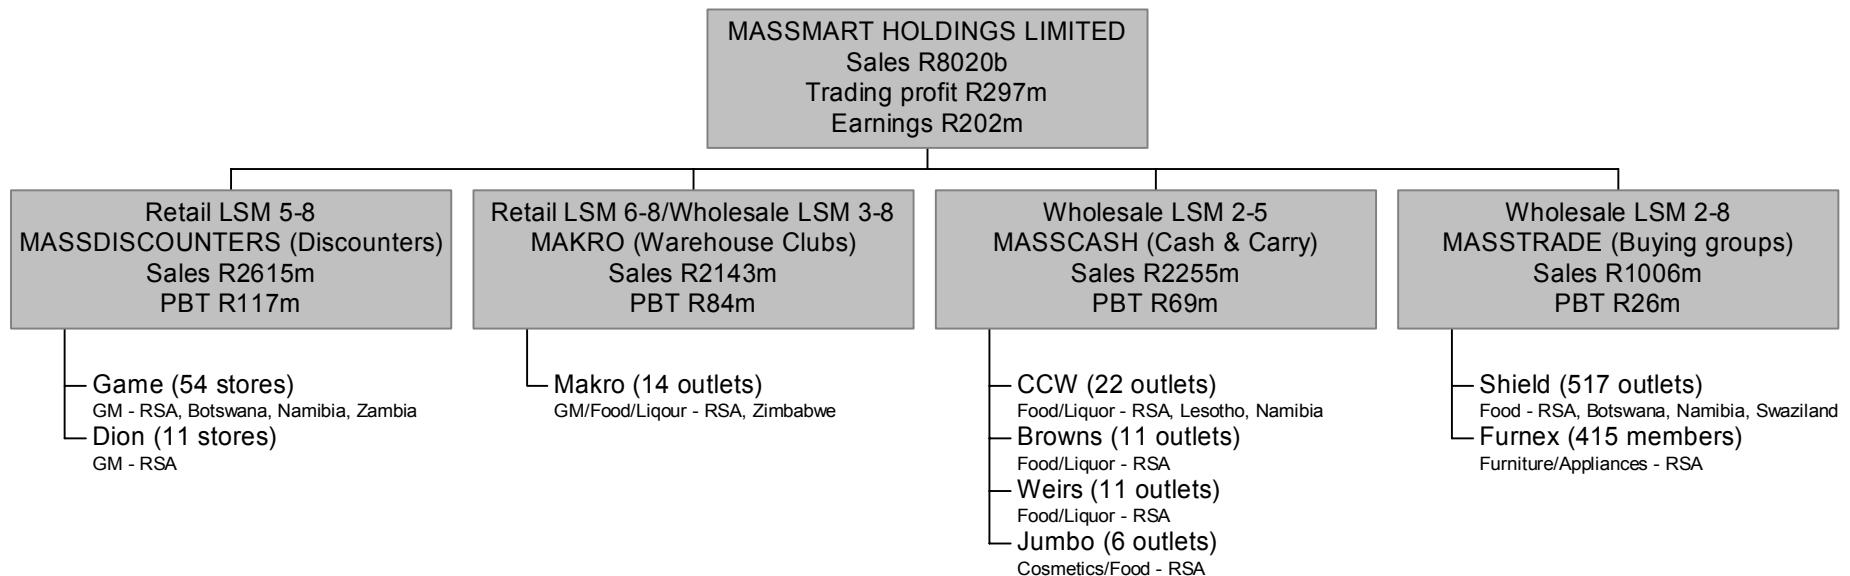 MASSMART HOLDINGS LIMITED
Sales R8020b
Trading profit R297m
Earnings R202m
Retail LSM 5-8
MASSDISCOUNTERS (Discounters)
Sales R2615m
PBT R117m
Game (54 stores)
GM - RSA, Botswana, Namibia, Zambia
Dion (11 stores)
GM - RSA
Retail LSM 6-8/Wholesale LSM 3-8
MAKRO (Warehouse Clubs)
Sales R2143m
PBT R84m
Makro (14 outlets)
GM/Food/Liqour - RSA, Zimbabwe
Wholesale LSM 2-5
MASSCASH (Cash & Carry)
Sales R2255m
PBT R69m
CCW (22 outlets)
Food/Liquor - RSA, Lesotho, Namibia
Browns (11 outlets)
Food/Liquor - RSA
Weirs (11 outlets)
Food/Liquor - RSA
Jumbo (6 outlets)
Cosmetics/Food - RSA
Wholesale LSM 2-8
MASSTRADE (Buying groups)
Sales R1006m
PBT R26m
Shield (517 outlets)
Food - RSA, Botswana, Namibia, Swaziland
Furnex (415 members)
Furniture/Appliances - RSA